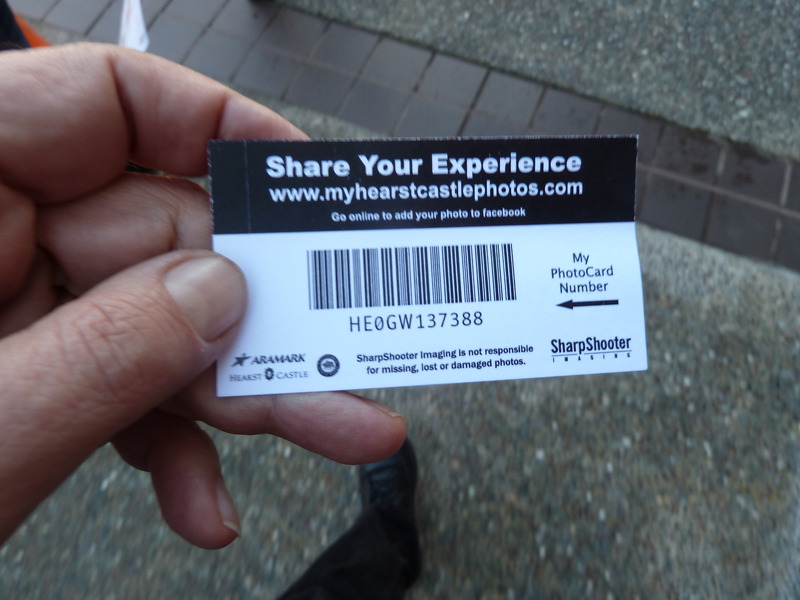 Share Your Experience
www.myhearstcastlephotos.com
Go online to add your photo to facebook
My
PhotoCard
Number
HE0GW137388
ARAMARK
HEARST CASTLE
SharpShooter Imaging is not responsible
for missing, lost or damaged photos.
SharpShooter
IMAGING